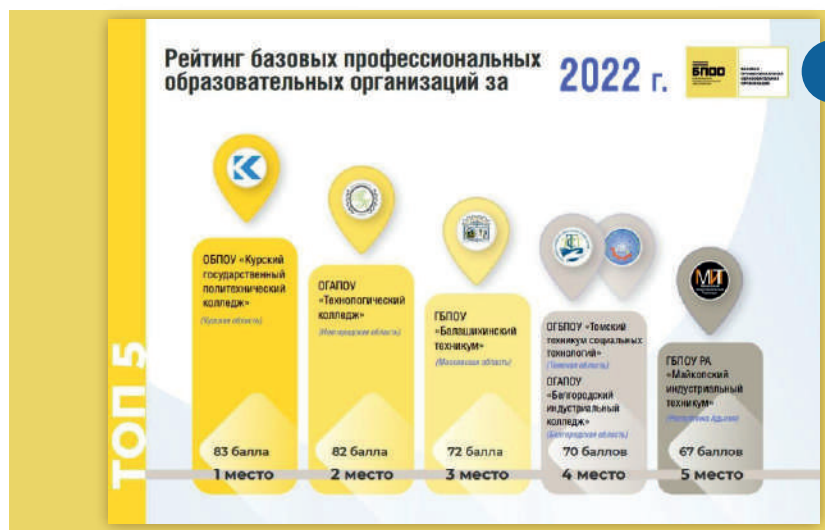 Рейтинг базовых профессиональных
образовательных организаций за
2022 г.
БПОО
ТОП 5
ОБПОУ «Курский
государственный
политехнический
колледж»
(Курская область)
83 балла
1 место
ОГАПОУ
«Технологический
колледж»
(Новгородская область)
82 балла
2 место
ГБПОУ
«Балашихинский
техникум»
(Московская область)
72 балла
3 место
ОГБПОУ «Томский
техникум социальных
технологий»
(Томская область)
ОГАПОУ
«Белгородский
индустриальный
колледж»
(Белгородская область)
70 баллов
4 место
МИТ
ГБПОУ РА
«Майкопский
индустриальный
техникум»
(Республика Адыгея)
67 баллов
5 место